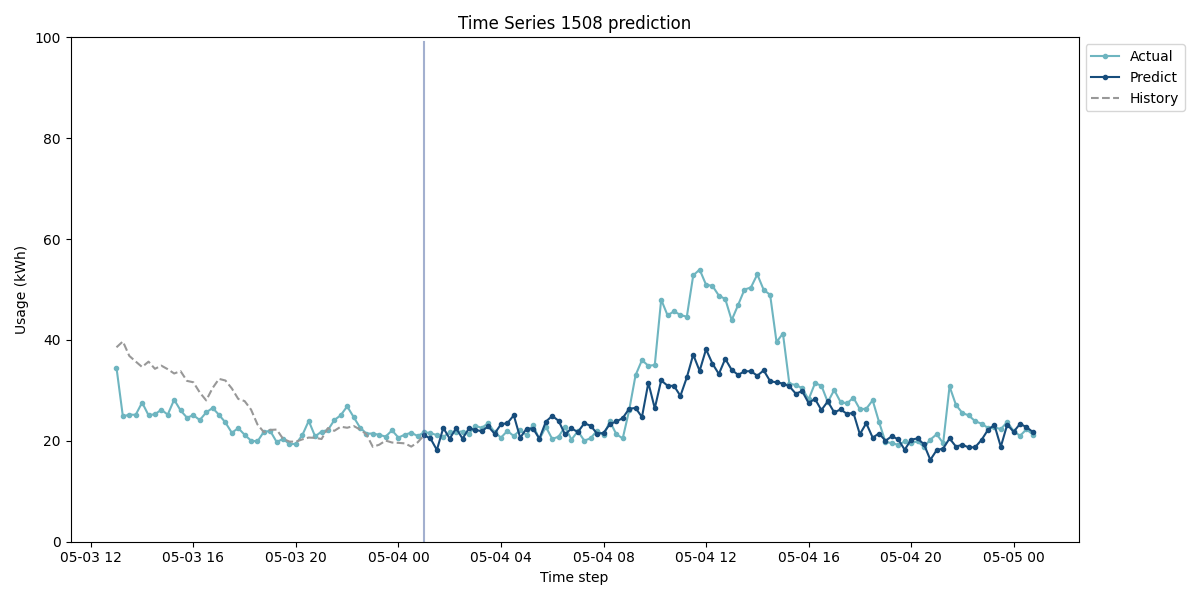 Time Series 1508 prediction
100
80
60
40
20
0
Usage (kWh)
05-03 12
05-03 16
05-03 20
05-04 00
05-04 04
05-04 08
05-04 12
05-04 16
05-04 20
05-05 00
Time step
Actual
Predict
History